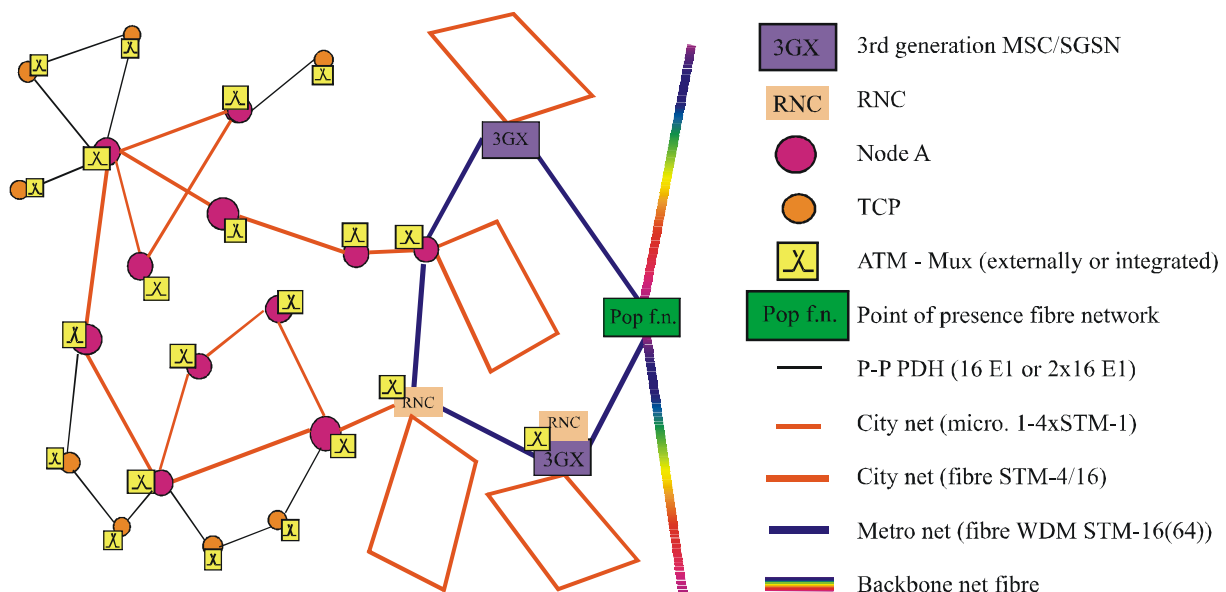 3GX
Pop f.n.
RNC
RNC
3GX
3GX 3rd generation MSC/SGSN
RNC RNC
Node A
TCP
ATM - Mux (externally or integrated)
Pop f.n. Point of presence fibre network
P-P PDH (16 E1 or 2x16 E1)
City net (micro. 1-4xSTM-1)
City net (fibre STM-4/16)
Metro net (fibre WDM STM-16(64))
Backbone net fibre